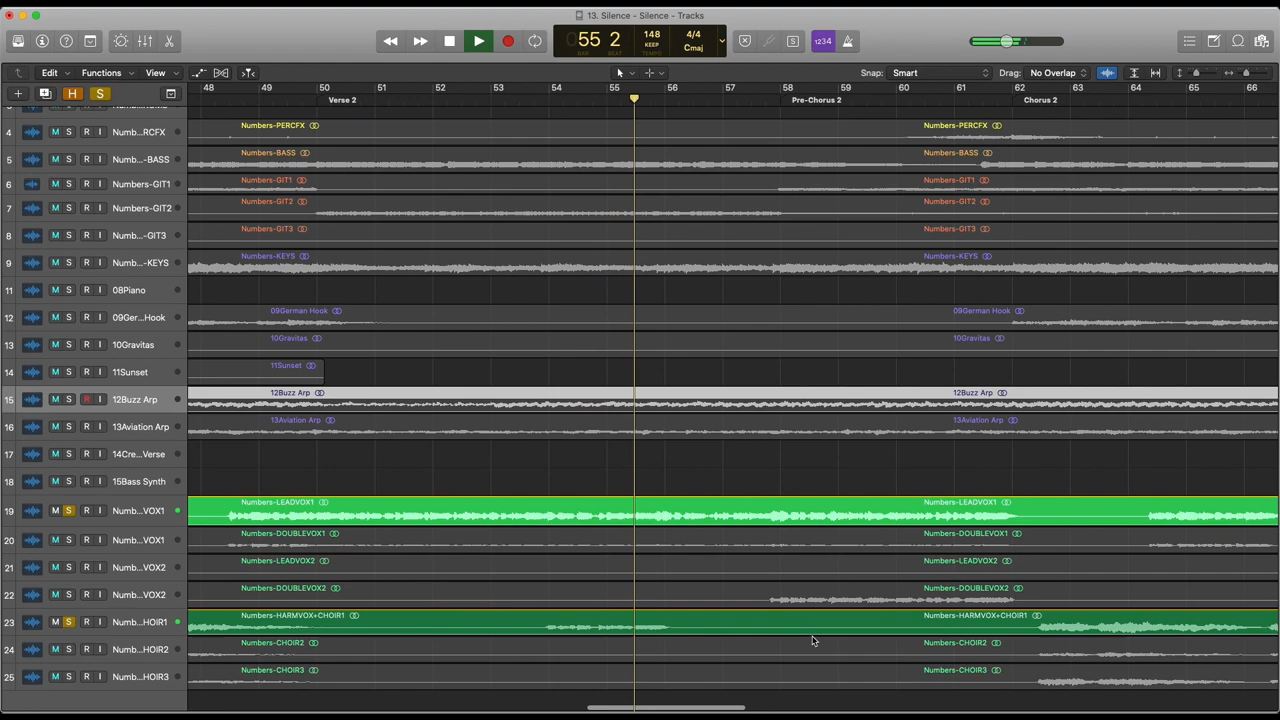 13. Silence - Silence - Tracks
55 2
BAR BEAT
148
KEEP
TEMPO
4/4
Cmaj
1234
Edit
Functions
View
Snap: Smart
Drag: No Overlap
H
S
48 49 50 51 52 53 54 55 56 57 58 59 60 61 62 63 64 65 66
Verse 2
Pre-Chorus 2
Chorus 2
4 M S R I Numb...RCFX
Numbers-PERCFX
Numbers-PERCFX
5 M S R I Numb...-BASS
Numbers-BASS
Numbers-BASS
6 M S R I Numbers-GIT1
Numbers-GIT1
Numbers-GIT1
7 M S R I Numbers-GIT2
Numbers-GIT2
Numbers-GIT2
8 M S R I Numb...-GIT3
Numbers-GIT3
Numbers-GIT3
9 M S R I Numb...-KEYS
Numbers-KEYS
Numbers-KEYS
11 M S R I 08Piano
12 M S R I 09Ger...Hook
09German Hook
09German Hook
13 M S R I 10Gravitas
10Gravitas
10Gravitas
14 M S R I 11Sunset
11Sunset
15 M S R I 12Buzz Arp
12Buzz Arp
12Buzz Arp
16 M S R I 13Aviation Arp
13Aviation Arp
13Aviation Arp
17 M S R I 14Cre...Verse
18 M S R I 15Bass Synth
19 M S R I Numb...VOX1
Numbers-LEADVOX1
Numbers-LEADVOX1
20 M S R I Numb...VOX1
Numbers-DOUBLEVOX1
Numbers-DOUBLEVOX1
21 M S R I Numb...VOX2
Numbers-LEADVOX2
Numbers-LEADVOX2
22 M S R I Numb...VOX2
Numbers-DOUBLEVOX2
Numbers-DOUBLEVOX2
23 M S R I Numb...HOIR1
Numbers-HARMVOX+CHOIR1
Numbers-HARMVOX+CHOIR1
24 M S R I Numb...HOIR2
Numbers-CHOIR2
Numbers-CHOIR2
25 M S R I Numb...HOIR3
Numbers-CHOIR3
Numbers-CHOIR3